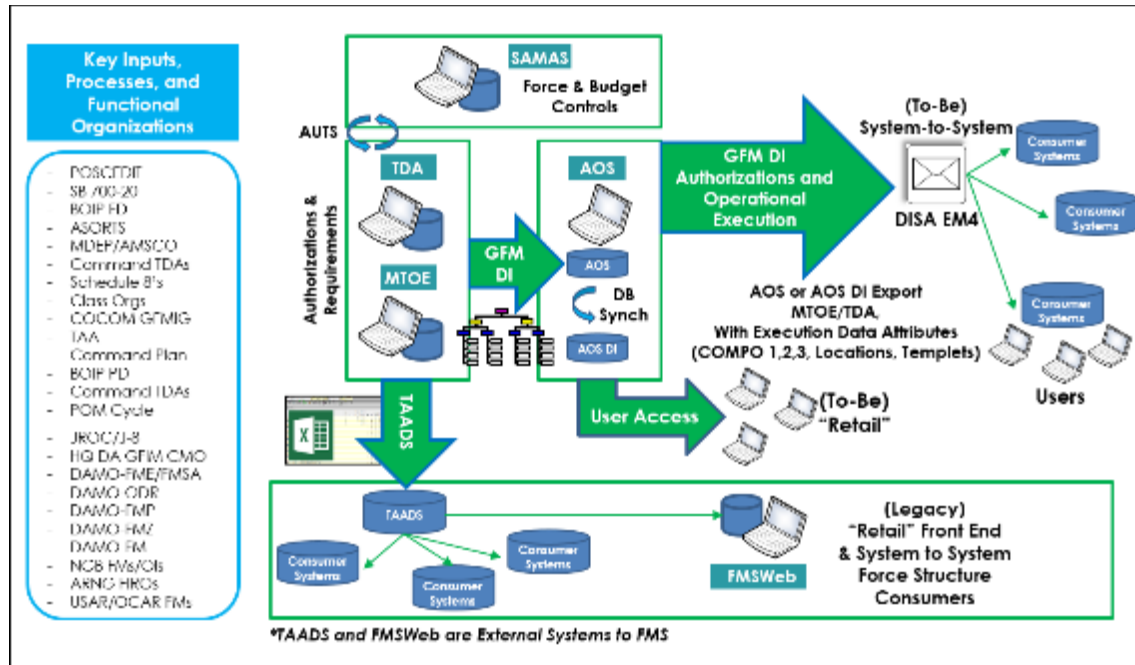 Key Inputs,
Processes, and
Functional
Organizations
- POSCEDIT
- SB 700-20
- BOIP FD
- ASORTS
- MDEP/AMSCO
- Command TDAs
- Schedule 8's
- Class Orgs
- COCOM GFMIG
- TAA
- Command Plan
- BOIP PD
- Command TDAs
- POM Cycle
- JROC/J-8
- HQ DA GFIM CMO
- DAMO-FME/FMSA
- DAMO ODR
- DAMO-FMP
- DAMO-FMZ
- DAMO FM
- NGB FMs/OIs
- ARNG HROs
- USAR/OCAR FMs
SAMAS
Force & Budget
Controls
AUTS
Authorizations &
Requirements
TDA
MTOE
GFM
DI
AOS
AOS
DB
Synch
AOS DI
GFM DI
Authorizations and
Operational
Execution
(To-Be)
System-to-System
DISA EM4
Consumer
Systems
Consumer
Systems
Consumer
Systems
Users
AOS or AOS DI Export
MTOE/TDA,
With Execution Data Attributes
(COMPO 1,2,3, Locations, Templets)
User Access
(To-Be)
"Retail"
X
TAADS
TAADS
Consumer
Systems
Consumer
Systems
Consumer
Systems
FMSWeb
(Legacy)
"Retail" Front End
& System to System
Force Structure
Consumers
*TAADS and FMSWeb are External Systems to FMS